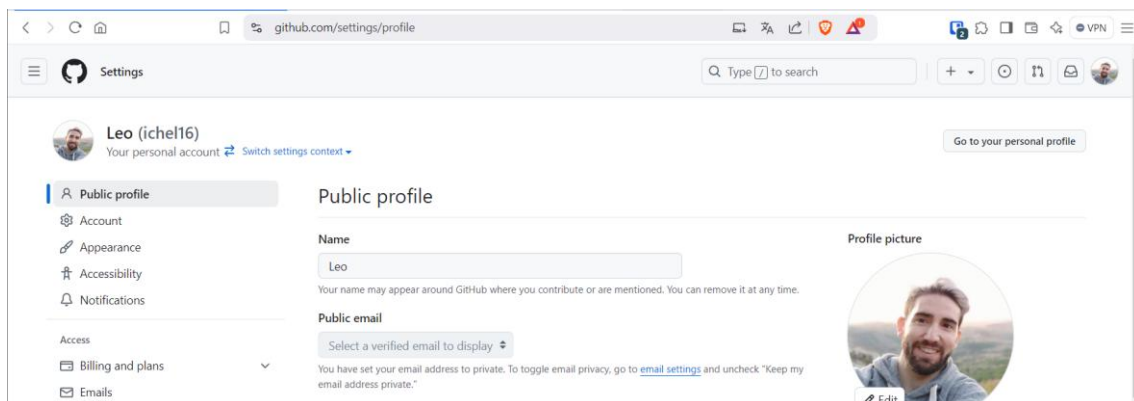 github.com/settings/profile
2
VPN
Settings
Type / to search
Leo (ichel16)
Your personal account Switch settings context
Go to your personal profile
Public profile
Account
Appearance
Accessibility
Notifications
Access
Billing and plans
Emails
Public profile
Name
Leo
Your name may appear around GitHub where you contribute or are mentioned. You can remove it at any time.
Public email
Select a verified email to display
You have set your email address to private. To toggle email privacy, go to email settings and uncheck "Keep my
email address private."
Profile picture
Edit